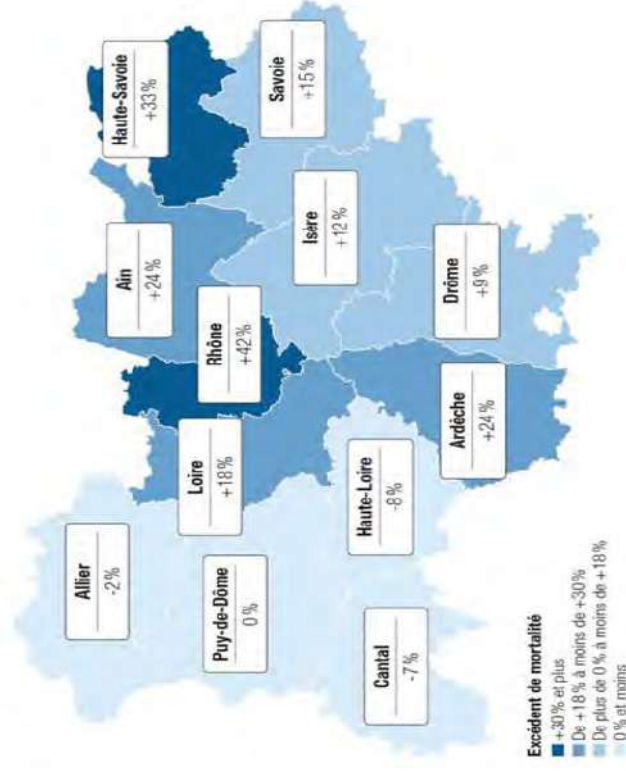 Allier
-2%
Puy-de-Dôme
0%
Cantal
-7%
Loire
+18%
Haute-Loire
-8%
Rhône
+42%
Ain
+24%
Ardèche
+24%
Haute-Savoie
+33%
Savoie
+15%
Isère
+12%
Drôme
+9%
Excédent de mortalité
+30% et plus
De +18% à moins de +30%
De plus de 0% à moins de +18%
0% et moins